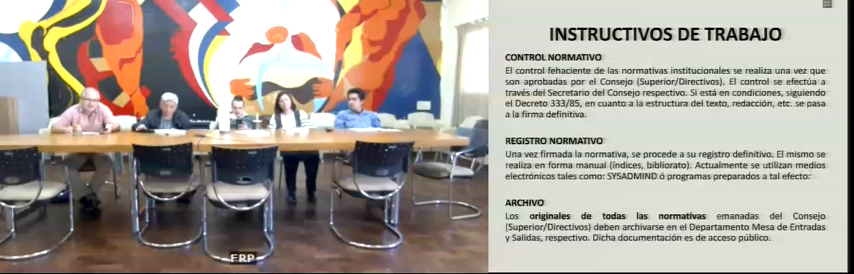 INSTRUCTIVOS DE TRABAJO
CONTROL NORMATIVO
El control fehaciente de las normativas institucionales se realiza una vez que
son aprobadas por el Consejo (Superior/Directivos). El control se efectúa a
través del Secretario del Consejo respectivo. Si está en condiciones, siguiendo
el Decreto 333/85, en cuanto a la estructura del texto, redacción, etc. se pasa
a la firma definitiva.
REGISTRO NORMATIVO
Una vez firmada la normativa, se procede a su registro definitivo. El mismo se
realiza en forma manual (índices, bibliorato). Actualmente se utilizan medios
electrónicos tales como: SYSADMIND ó programas preparados a tal efecto:
ARCHIVO
Los originales de todas las normativas emanadas del Consejo
(Superior/Directivos) deben archivarse en el Departamento Mesa de Entradas
y Salidas, respectivo. Dicha documentación es de acceso público.
FRP